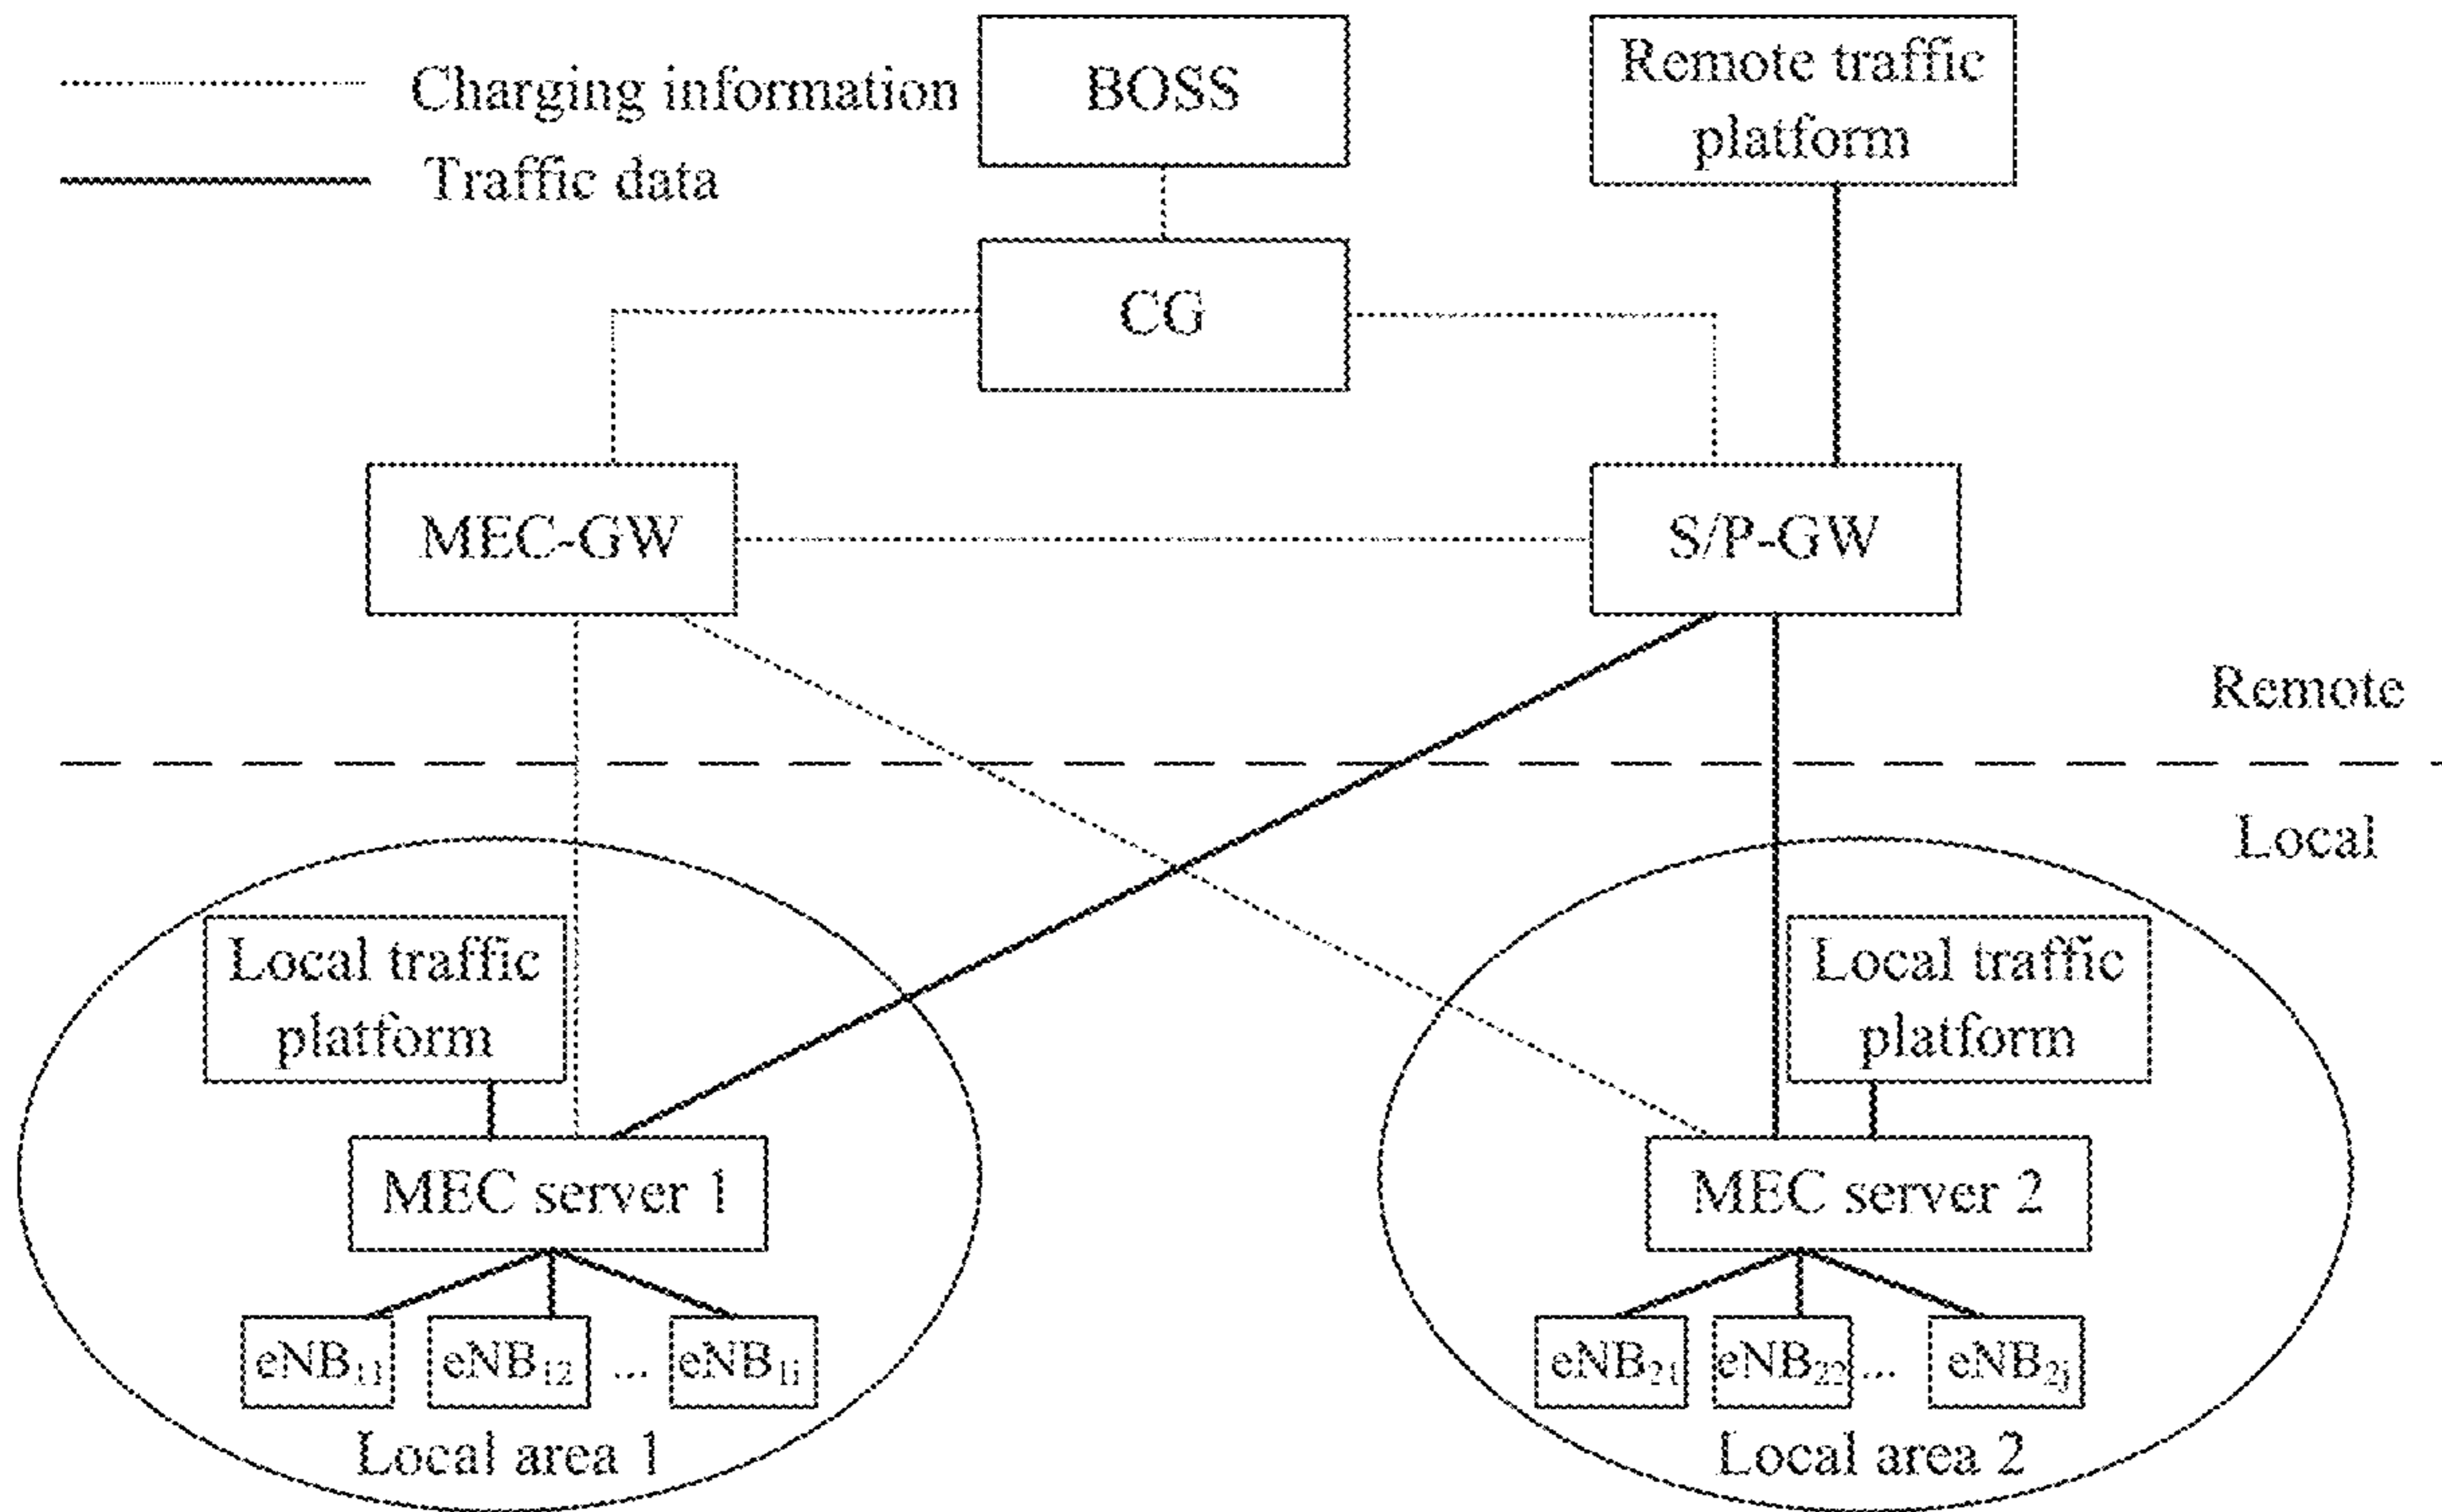 Charging information
Traffic data
BOSS
Remote traffic
platform
CG
MEC-GW
S/P-GW
Remote
Local
Local traffic
platform
MEC server 1
eNB₁₁ eNB₁₂ ... eNB₁ᵢ
Local area 1
Local traffic
platform
MEC server 2
eNB₂₁ eNB₂₂ ... eNB₂ⱼ
Local area 2